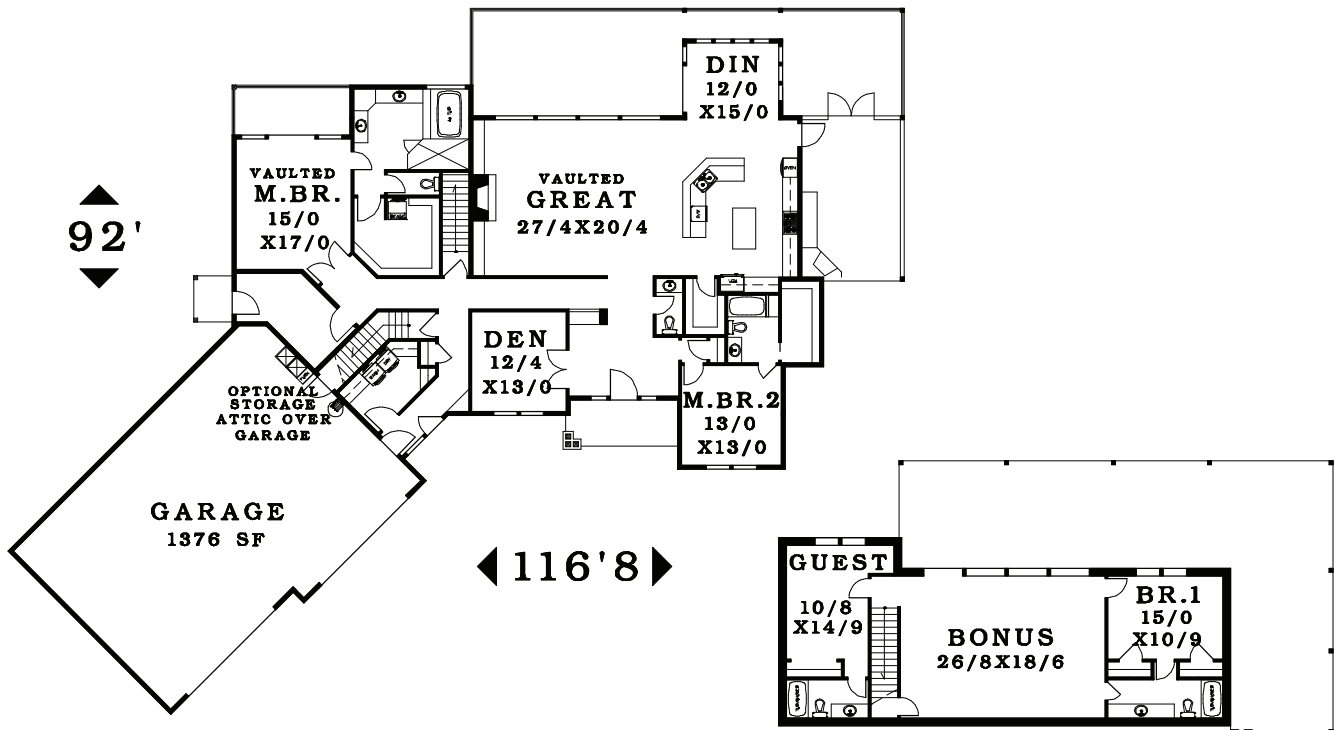 DIN
12/0
X15/0
VAULTED
M.BR.
15/0
X17/0
VAULTED
GREAT
27/4X20/4
OVEN
92'
DEN
12/4
X13/0
M.BR.2
13/0
X13/0
OPTIONAL
STORAGE
ATTIC OVER
GARAGE
GARAGE
1376 SF
116'8
GUEST
10/8
X14/9
BONUS
26/8X18/6
BR.1
15/0
X10/9